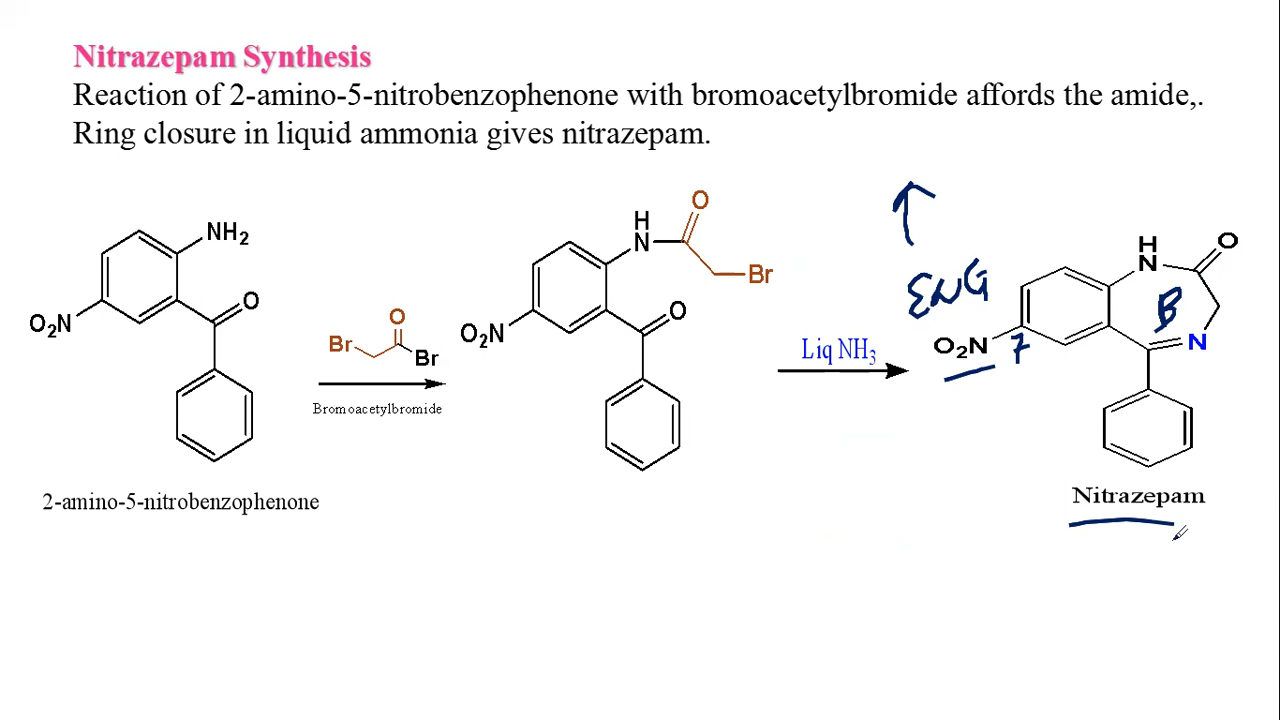 Nitrazepam Synthesis
Reaction of 2-amino-5-nitrobenzophenone with bromoacetylbromide affords the amide,.
Ring closure in liquid ammonia gives nitrazepam.
NH2
O
O2N
O
Br
Br
Bromoacetylbromide
2-amino-5-nitrobenzophenone
O
H
N
Br
O
O2N
Liq NH3
ENG
H
N
O
B
N
O2N
7
Nitrazepam